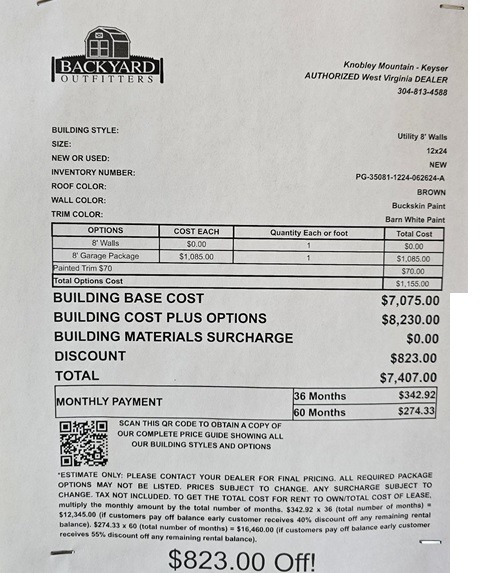 BACKYARD
OUTFITTERS
Knobley Mountain - Keyser
AUTHORIZED West Virginia DEALER
304-813-4588
BUILDING STYLE: Utility 8' Walls
SIZE: 12x24
NEW OR USED: NEW
INVENTORY NUMBER: PG-35081-1224-062624-A
ROOF COLOR: BROWN
WALL COLOR: Buckskin Paint
TRIM COLOR: Barn White Paint
OPTIONS COST EACH Quantity Each or foot Total Cost
8' Walls $0.00 1 $0.00
8' Garage Package $1,085.00 1 $1,085.00
Painted Trim $70 $70.00
Total Options Cost $1,155.00
BUILDING BASE COST $7,075.00
BUILDING COST PLUS OPTIONS $8,230.00
BUILDING MATERIALS SURCHARGE $0.00
DISCOUNT $823.00
TOTAL $7,407.00
MONTHLY PAYMENT 36 Months $342.92
60 Months $274.33
SCAN THIS QR CODE TO OBTAIN A COPY OF
OUR COMPLETE PRICE GUIDE SHOWING ALL
OUR BUILDING STYLES AND OPTIONS
*ESTIMATE ONLY: PLEASE CONTACT YOUR DEALER FOR FINAL PRICING. ALL REQUIRED PACKAGE
OPTIONS MAY NOT BE LISTED. PRICES SUBJECT TO CHANGE. ANY SURCHARGE SUBJECT TO
CHANGE. TAX NOT INCLUDED. TO GET THE TOTAL COST FOR RENT TO OWN/TOTAL COST OF LEASE,
multiply the monthly amount by the total number of months. $342.92 x 36 (total number of months) =
$12,345.00 (if customers pay off balance early customer receives 40% discount off any remaining rental
balance). $274.33 x 60 (total number of months) = $16,460.00 (if customers pay off balance early customer
receives 55% discount off any remaining rental balance).
$823.00 Off!